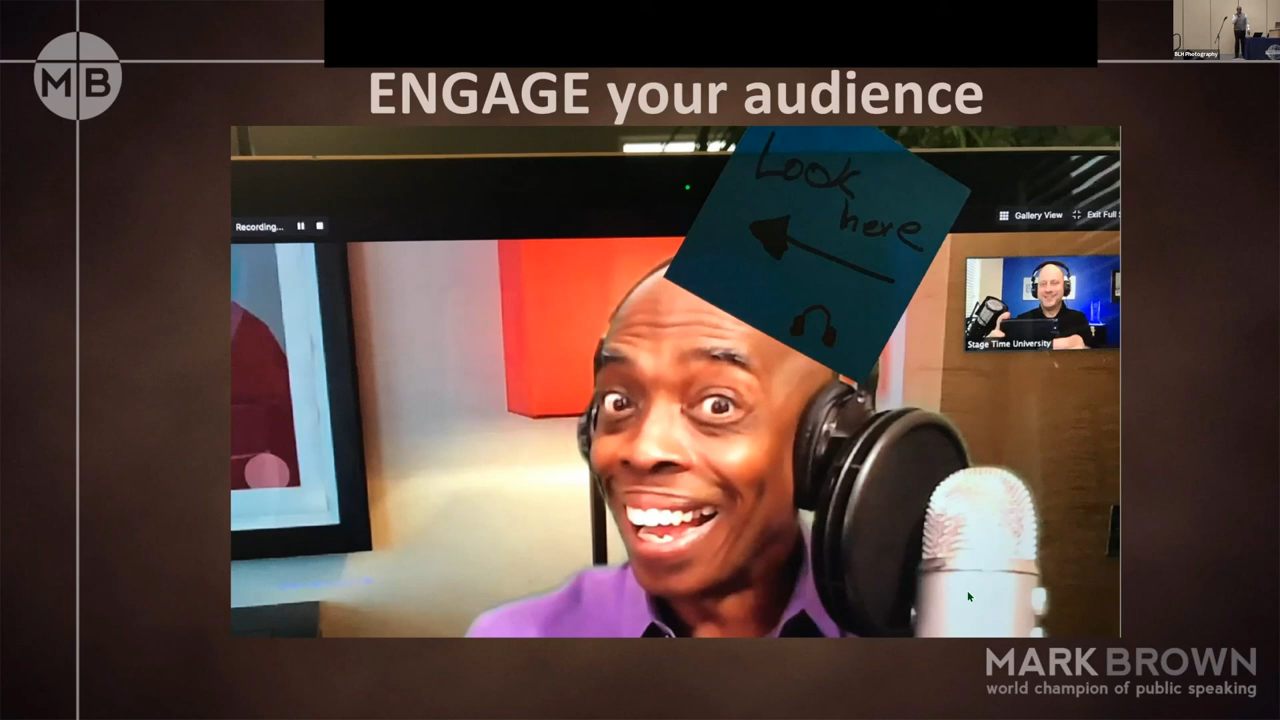 BLH Photography
MB
ENGAGE your audience
Look
here
Recording...
Gallery View
Exit Full
Stage Time University
MARK BROWN
world champion of public speaking